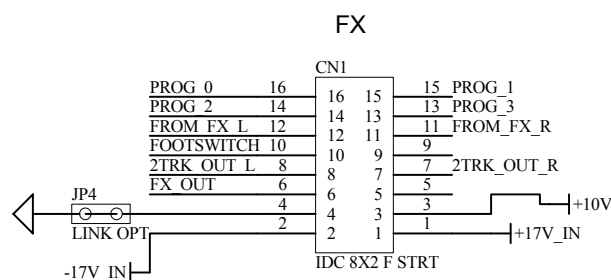 FX
CN1
PROG_0 16 16 15 15 PROG_1
PROG_2 14 14 13 13 PROG_3
FROM_FX_L 12 12 11 11 FROM_FX_R
FOOTSWITCH 10 10 9 9
2TRK_OUT_L 8 8 7 7 2TRK_OUT_R
FX_OUT 6 6 5 5
JP4 4 4 3 3 +10V
LINK OPT 2 2 1 1 +17V_IN
-17V_IN IDC 8X2 F STRT